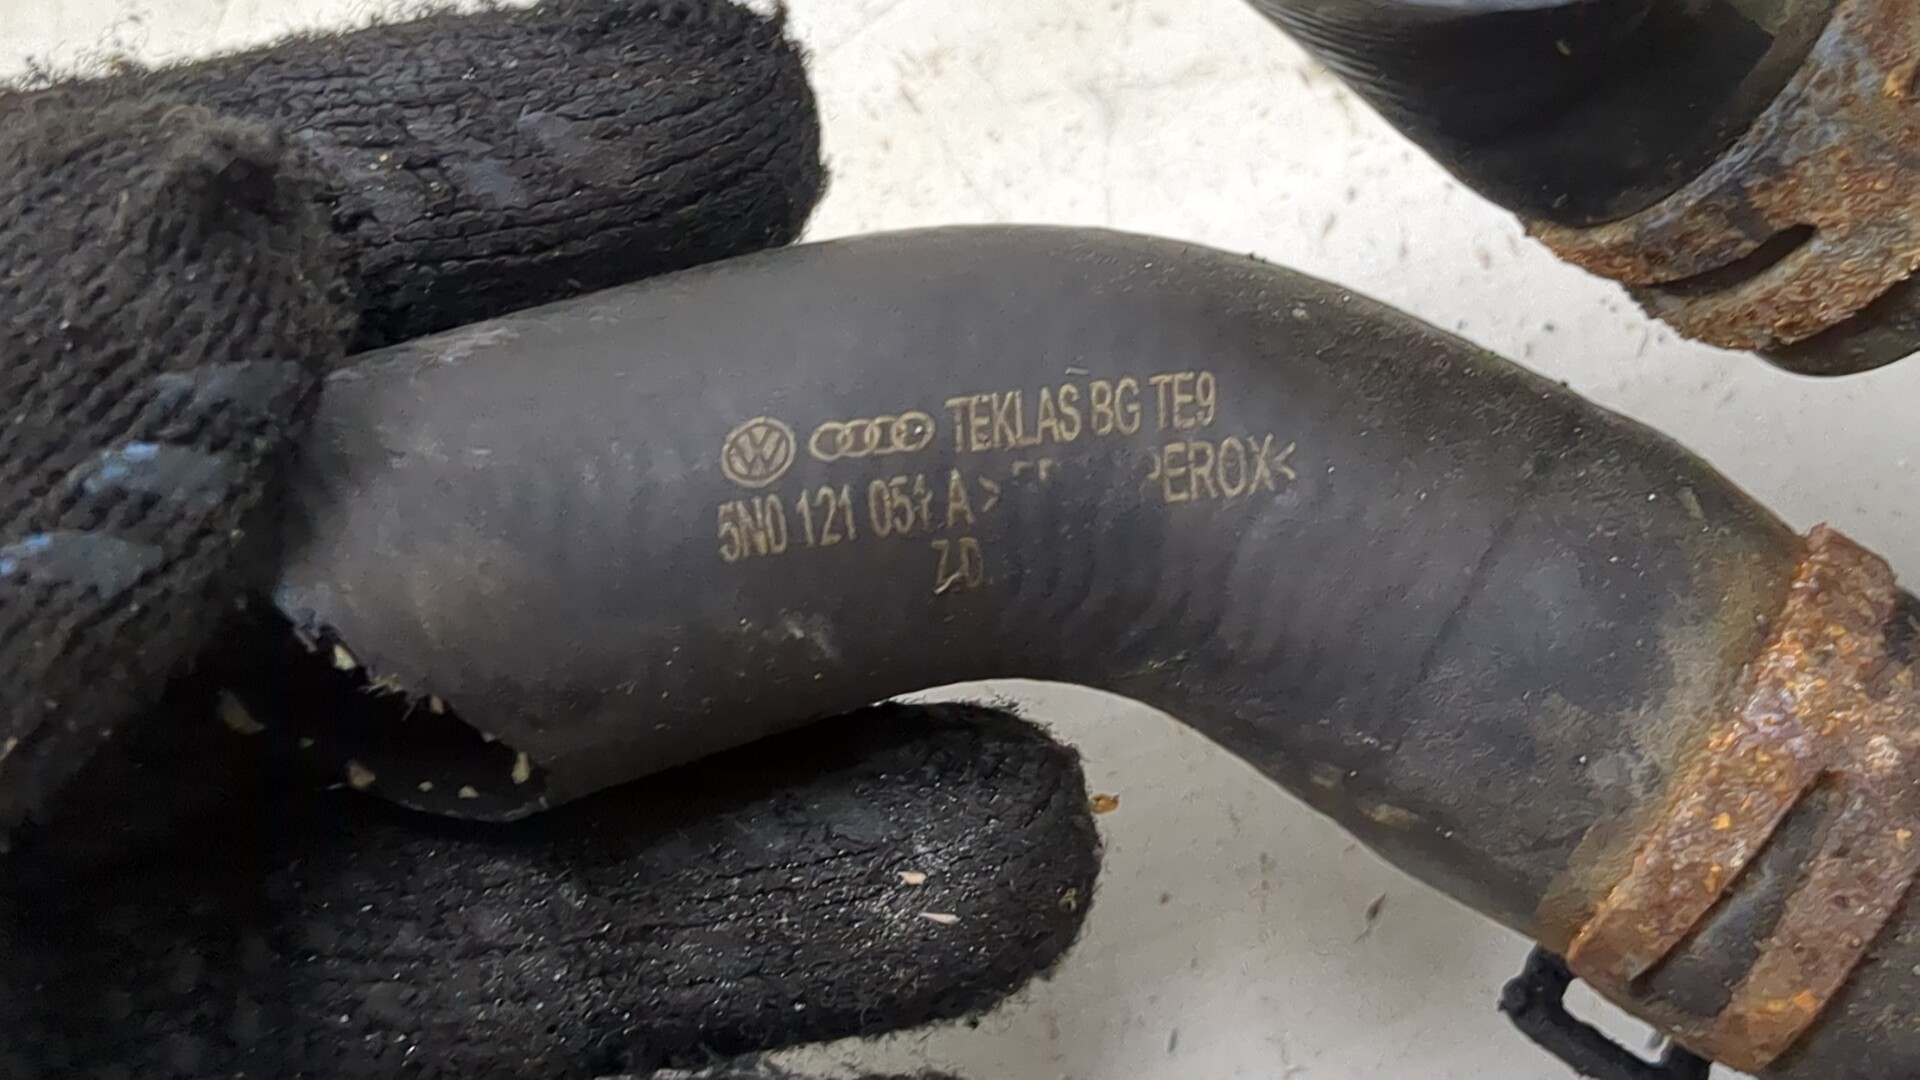 TEKLAS BG TE9
5N0 121 051 A > PEROX<